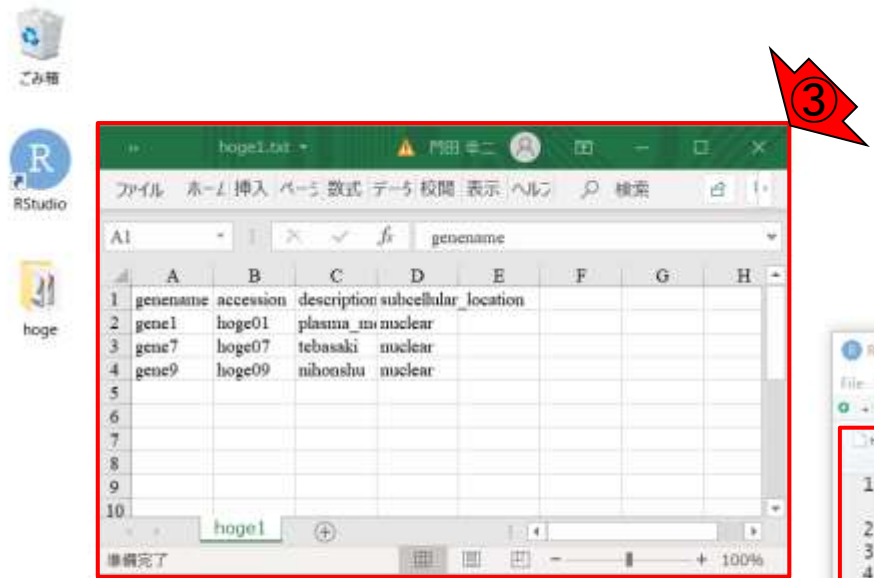 ごみ箱
③
hoge1.txt
門田 幸二
R
RStudio
ファイル ホーム 挿入 ページ 数式 データ 校閲 表示 ヘルプ 検索
A1 fx genename
A B C D E F G H
1 genename accession description subcellular_location
2 gene1 hoge01 plasma_me nuclear
3 gene7 hoge07 tebasaki nuclear
4 gene9 hoge09 nihonshu nuclear
5
6
7
8
9
10
hoge
hoge1
準備完了
100%
R
File
1
2
3
4